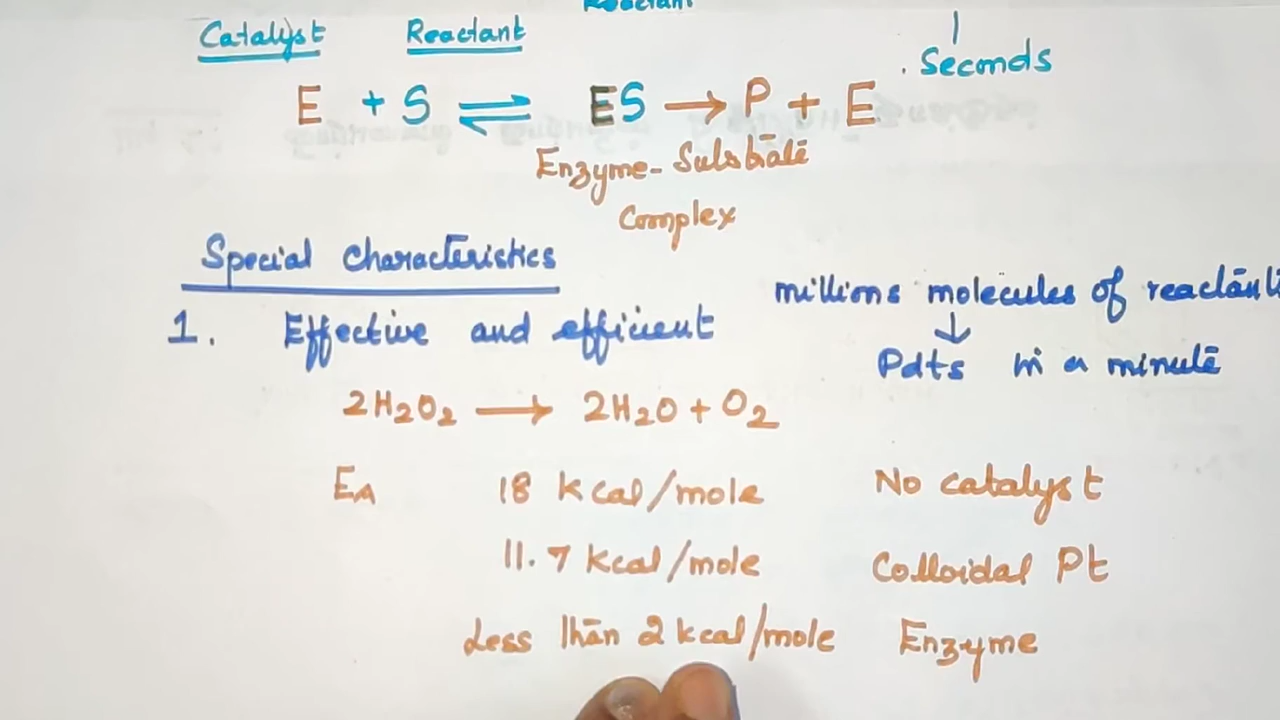 Reactant
Catalyst Reactant
Seconds
E + S ⇌ ES → P + E
Enzyme-Substrate
Complex
Special Characteristics
millions molecules of reactants
↓
1. Effective and efficient
Pdts in a minute
2H₂O₂ → 2H₂O + O₂
EA 18 kcal/mole No catalyst
11.7 kcal/mole Colloidal Pt
Less than 2 kcal/mole Enzyme